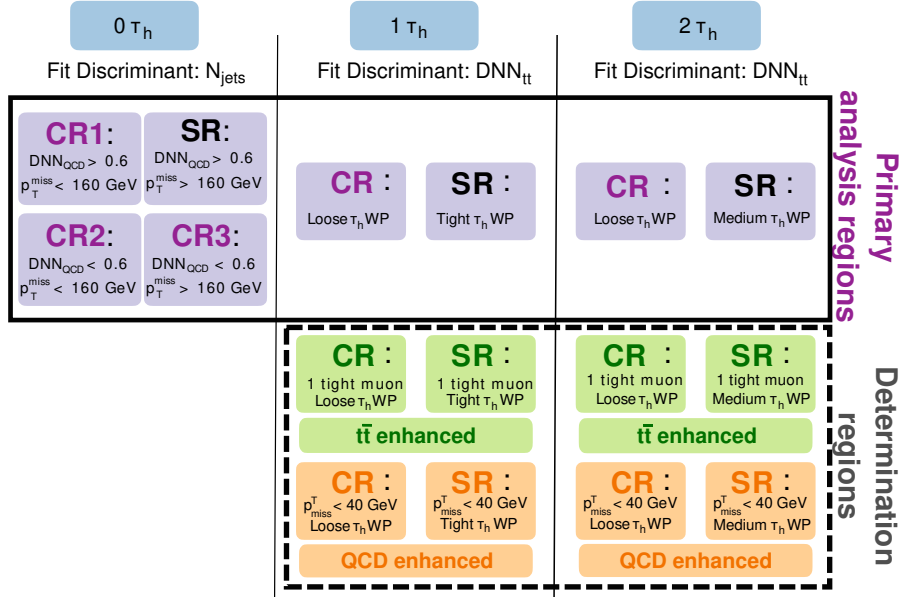 0 τh
1 τh
2 τh
Fit Discriminant: Njets
Fit Discriminant: DNNtt
Fit Discriminant: DNNtt
CR1:
DNNQCD > 0.6
pTmiss < 160 GeV
SR:
DNNQCD > 0.6
pTmiss > 160 GeV
CR2:
DNNQCD < 0.6
pTmiss < 160 GeV
CR3:
DNNQCD < 0.6
pTmiss > 160 GeV
CR :
Loose τh WP
SR :
Tight τh WP
CR :
Loose τh WP
SR :
Medium τh WP
Primary
analysis regions
CR :
1 tight muon
Loose τh WP
SR :
1 tight muon
Tight τh WP
tt̄ enhanced
CR :
1 tight muon
Loose τh WP
SR :
1 tight muon
Medium τh WP
tt̄ enhanced
CR :
pTmiss < 40 GeV
Loose τh WP
SR :
pTmiss < 40 GeV
Tight τh WP
QCD enhanced
CR :
pTmiss < 40 GeV
Loose τh WP
SR :
pTmiss < 40 GeV
Medium τh WP
QCD enhanced
Determination
regions